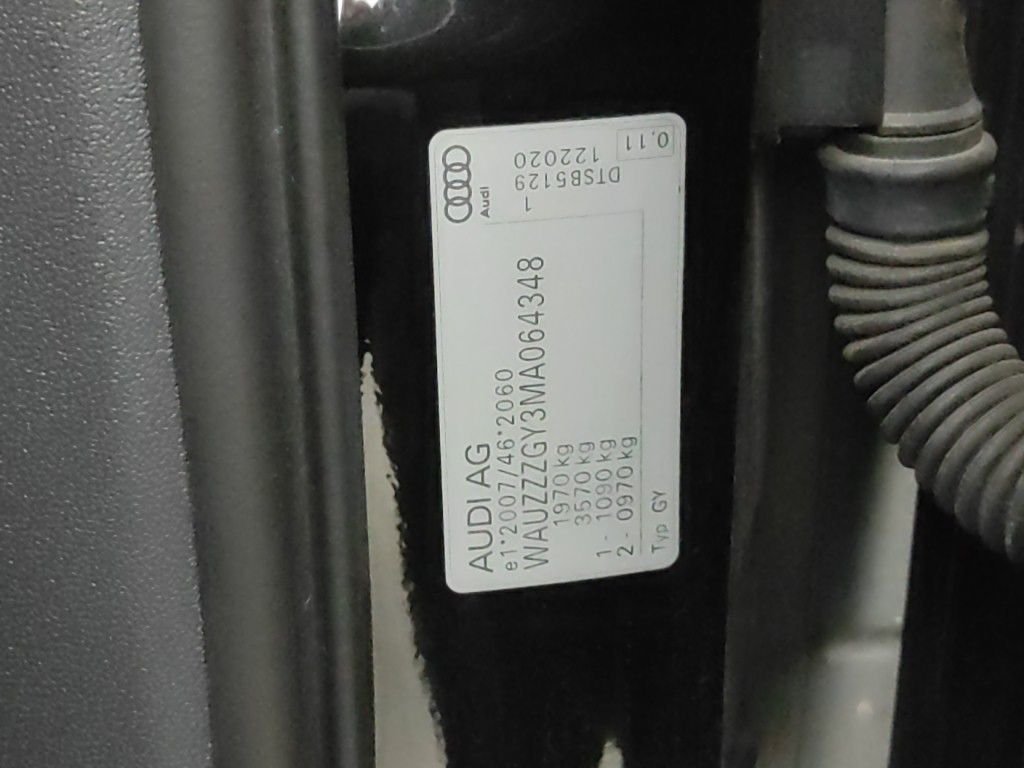 AUDI AG
e1*2007/46*2060
WAUZZZGY3MA064348
1970 kg
3570 kg
1 - 1090 kg
2 - 0970 kg
Typ GY
Audi
L
DTSB5129
122020
0.11